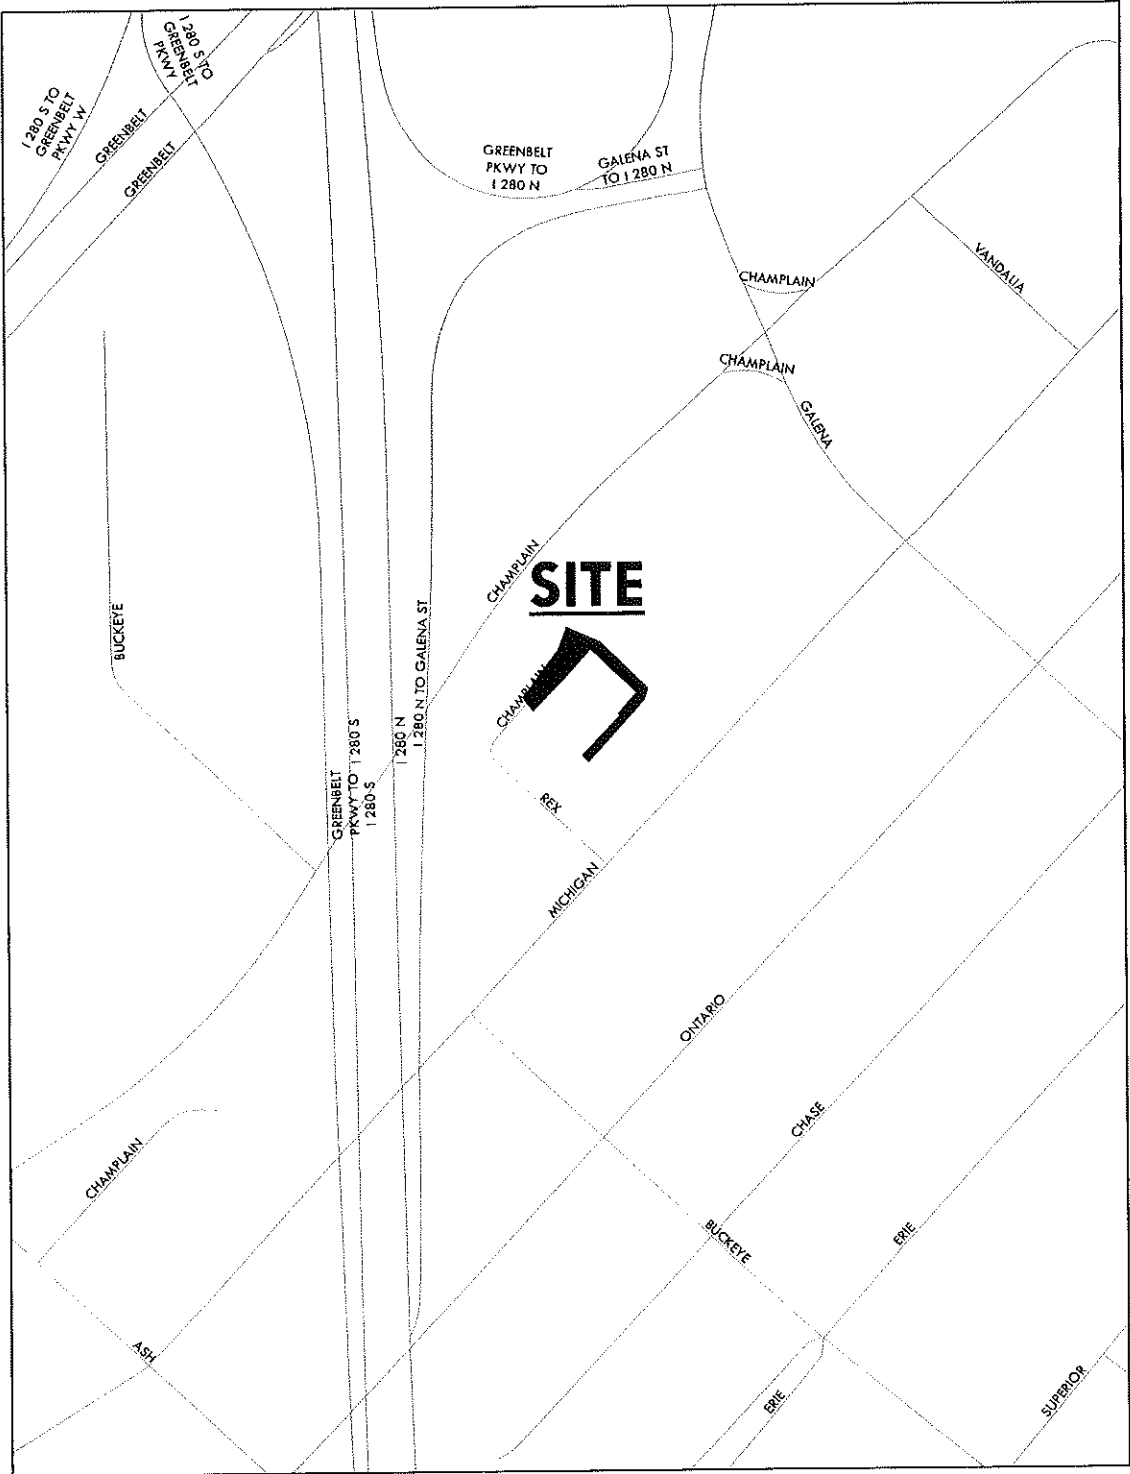 I 280 S TO
GREENBELT
PKWY
I 280 S TO
GREENBELT
PKWY W
GREENBELT
GREENBELT
GREENBELT
PKWY TO
I 280 N
GALENA ST
TO I 280 N
CHAMPLAIN
VANDALIA
CHAMPLAIN
GALENA
CHAMPLAIN
SITE
BUCKEYE
I 280 N TO GALENA ST
CHAMPLAIN
I 280 N
GREENBELT
PKWY TO I 280 S
I 280 S
REX
MICHIGAN
ONTARIO
CHASE
CHAMPLAIN
BUCKEYE
ERIE
ASH
ERIE
SUPERIOR